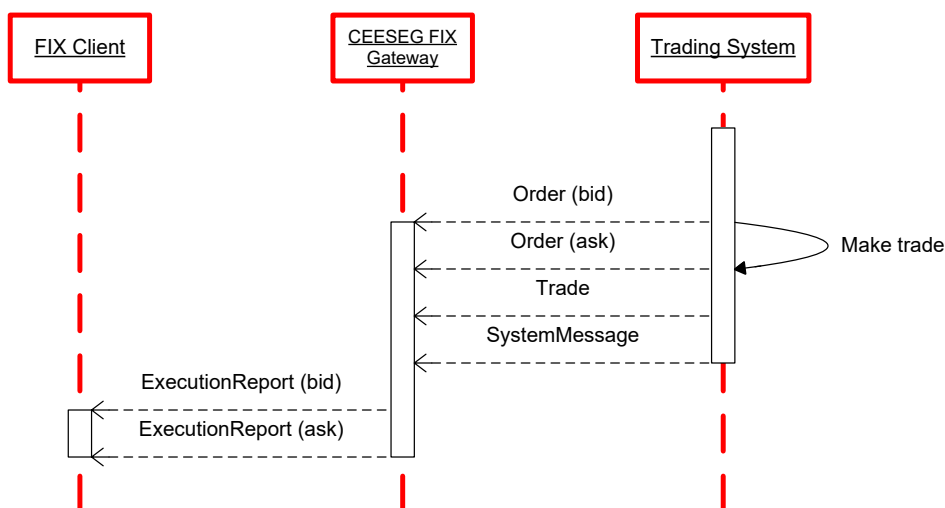 FIX Client
CEESEG FIX
Gateway
Trading System
Order (bid)
Order (ask)
Make trade
Trade
SystemMessage
ExecutionReport (bid)
ExecutionReport (ask)